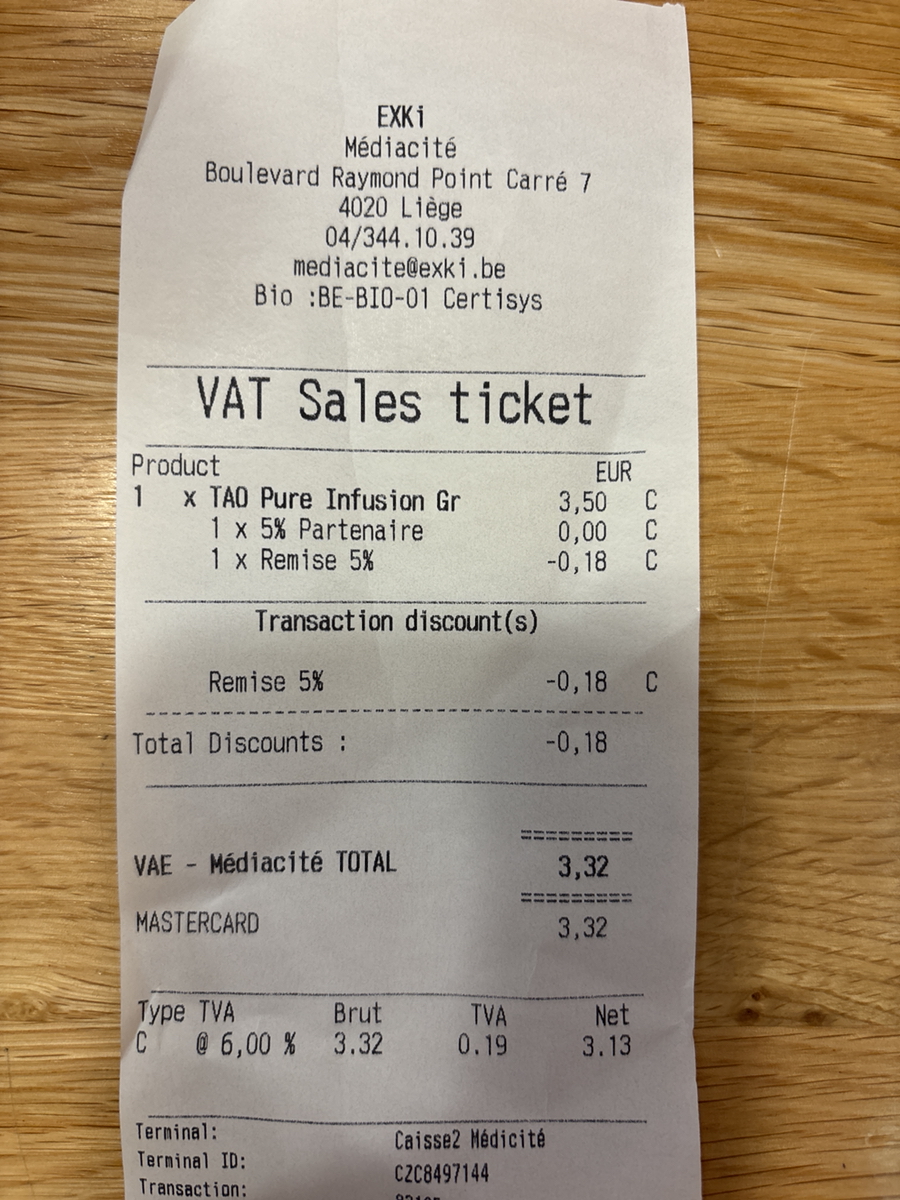 EXKi
Médiacité
Boulevard Raymond Point Carré 7
4020 Liège
04/344.10.39
mediacite@exki.be
Bio :BE-BIO-01 Certisys
VAT Sales ticket
Product EUR
1 x TAO Pure Infusion Gr 3,50 C
1 x 5% Partenaire 0,00 C
1 x Remise 5% -0,18 C
Transaction discount(s)
Remise 5% -0,18 C
Total Discounts : -0,18
=========
VAE - Médiacité TOTAL 3,32
=========
MASTERCARD 3,32
Type TVA Brut TVA Net
C @ 6,00 % 3.32 0.19 3.13
Terminal: Caisse2 Médicité
Terminal ID: C2C8497144
Transaction: